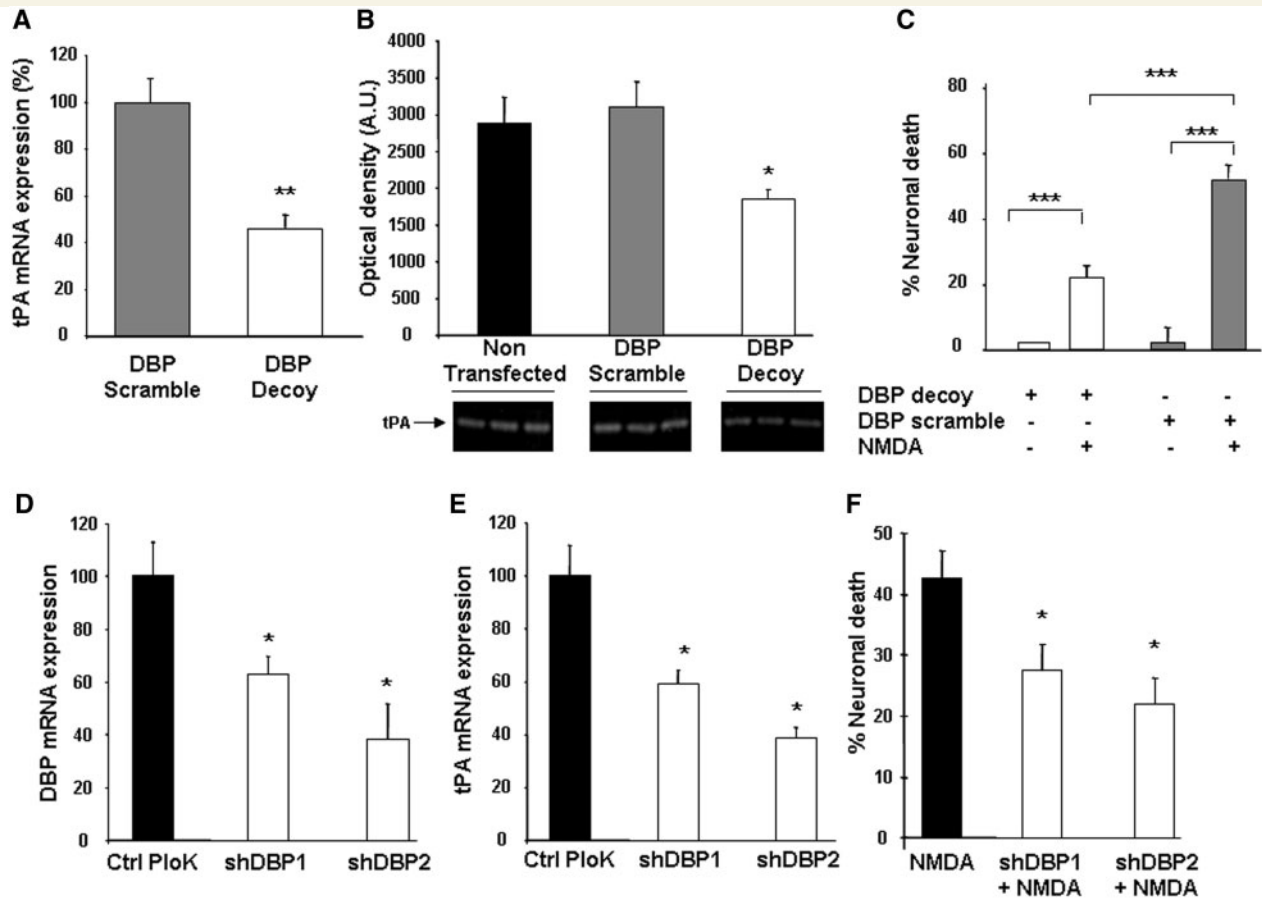 A
tPA mRNA expression (%)
120
100
80
60
40
20
0
**
DBP Scramble
DBP Decoy
B
Optical density (A.U.)
4000
3500
3000
2500
2000
1500
1000
500
0
*
Non Transfected
DBP Scramble
DBP Decoy
tPA
C
% Neuronal death
80
60
40
20
0
***
***
***
DBP decoy + + - -
DBP scramble - - + +
NMDA - + - +
D
DBP mRNA expression
120
100
80
60
40
20
0
*
*
Ctrl PloK
shDBP1
shDBP2
E
tPA mRNA expression
120
100
80
60
40
20
0
*
*
Ctrl PloK
shDBP1
shDBP2
F
% Neuronal death
50
40
30
20
10
0
*
*
NMDA
shDBP1 + NMDA
shDBP2 + NMDA